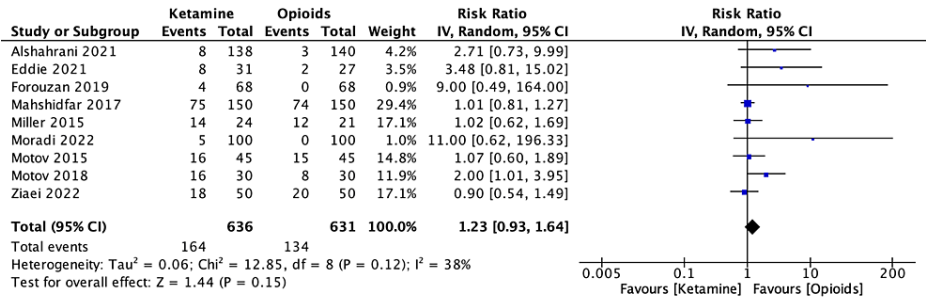 Ketamine Opioids Risk Ratio Risk Ratio
Study or Subgroup Events Total Events Total Weight IV, Random, 95% CI IV, Random, 95% CI
Alshahrani 2021 8 138 3 140 4.2% 2.71 [0.73, 9.99]
Eddie 2021 8 31 2 27 3.5% 3.48 [0.81, 15.02]
Forouzan 2019 4 68 0 68 0.9% 9.00 [0.49, 164.00]
Mahshidfar 2017 75 150 74 150 29.4% 1.01 [0.81, 1.27]
Miller 2015 14 24 12 21 17.1% 1.02 [0.62, 1.69]
Moradi 2022 5 100 0 100 1.0% 11.00 [0.62, 196.33]
Motov 2015 16 45 15 45 14.8% 1.07 [0.60, 1.89]
Motov 2018 16 30 8 30 11.9% 2.00 [1.01, 3.95]
Ziaei 2022 18 50 20 50 17.1% 0.90 [0.54, 1.49]
Total (95% CI) 636 631 100.0% 1.23 [0.93, 1.64]
Total events 164 134
Heterogeneity: Tau² = 0.06; Chi² = 12.85, df = 8 (P = 0.12); I² = 38%
Test for overall effect: Z = 1.44 (P = 0.15)
0.005 0.1 1 10 200
Favours [Ketamine] Favours [Opioids]